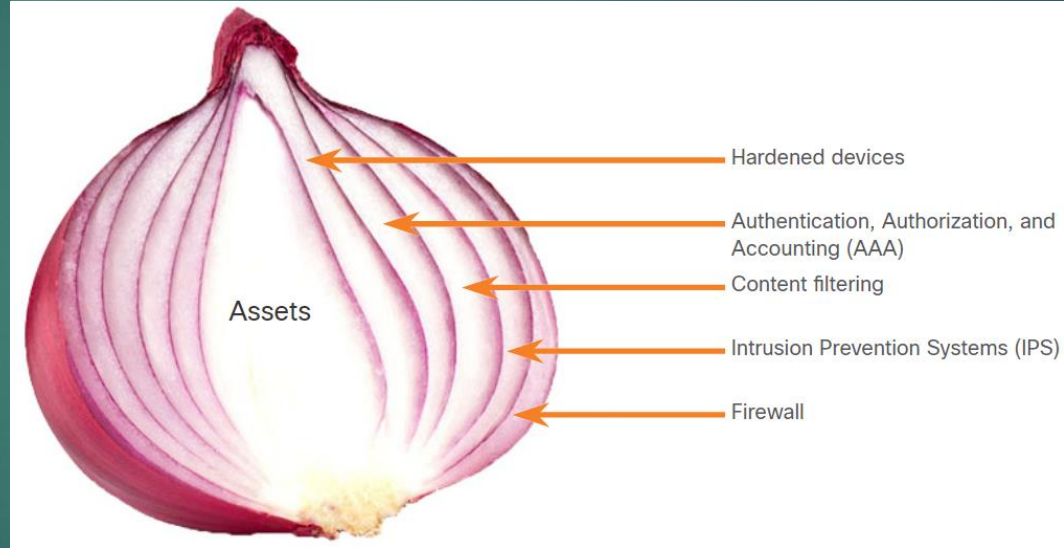 Hardened devices
Authentication, Authorization, and
Accounting (AAA)
Content filtering
Assets
Intrusion Prevention Systems (IPS)
Firewall